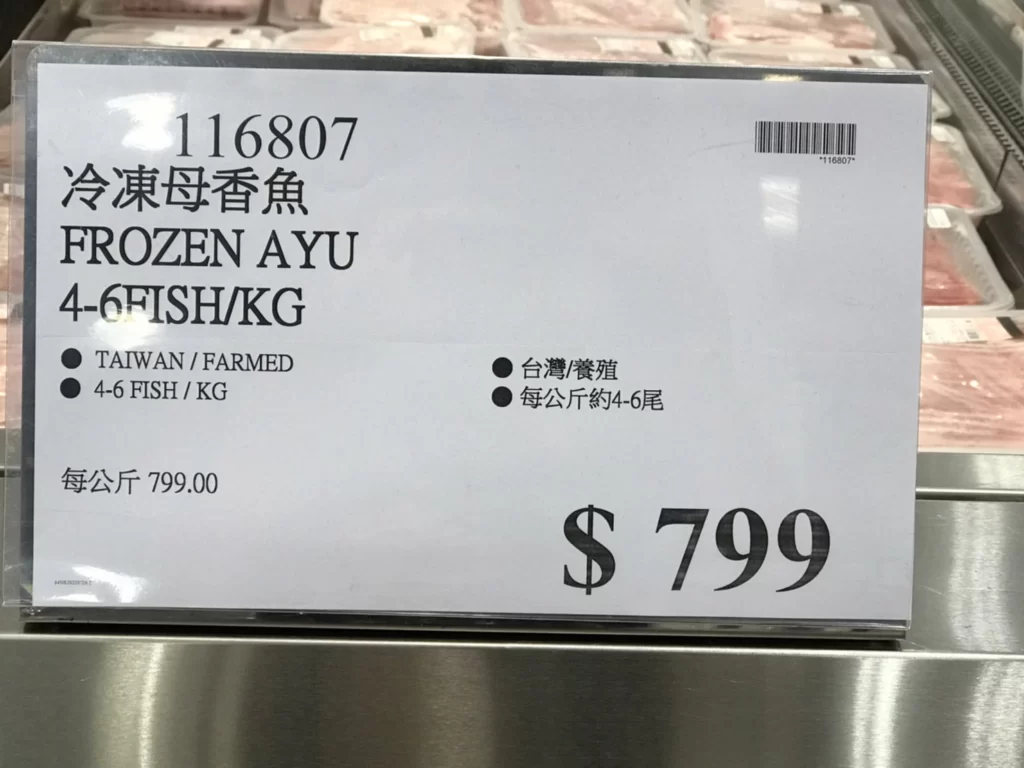 116807
*116807*
冷凍母香魚
FROZEN AYU
4-6FISH/KG
● TAIWAN / FARMED
● 4-6 FISH / KG
● 台灣/養殖
● 每公斤約4-6尾
每公斤 799.00
$ 799